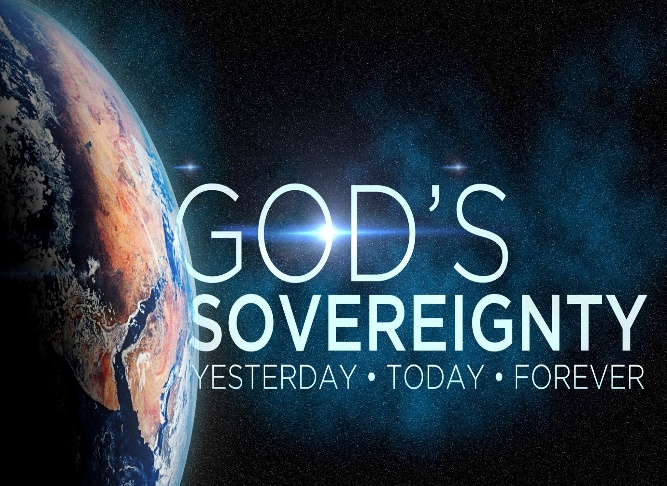 GOD'S
SOVEREIGNTY
YESTERDAY • TODAY • FOREVER